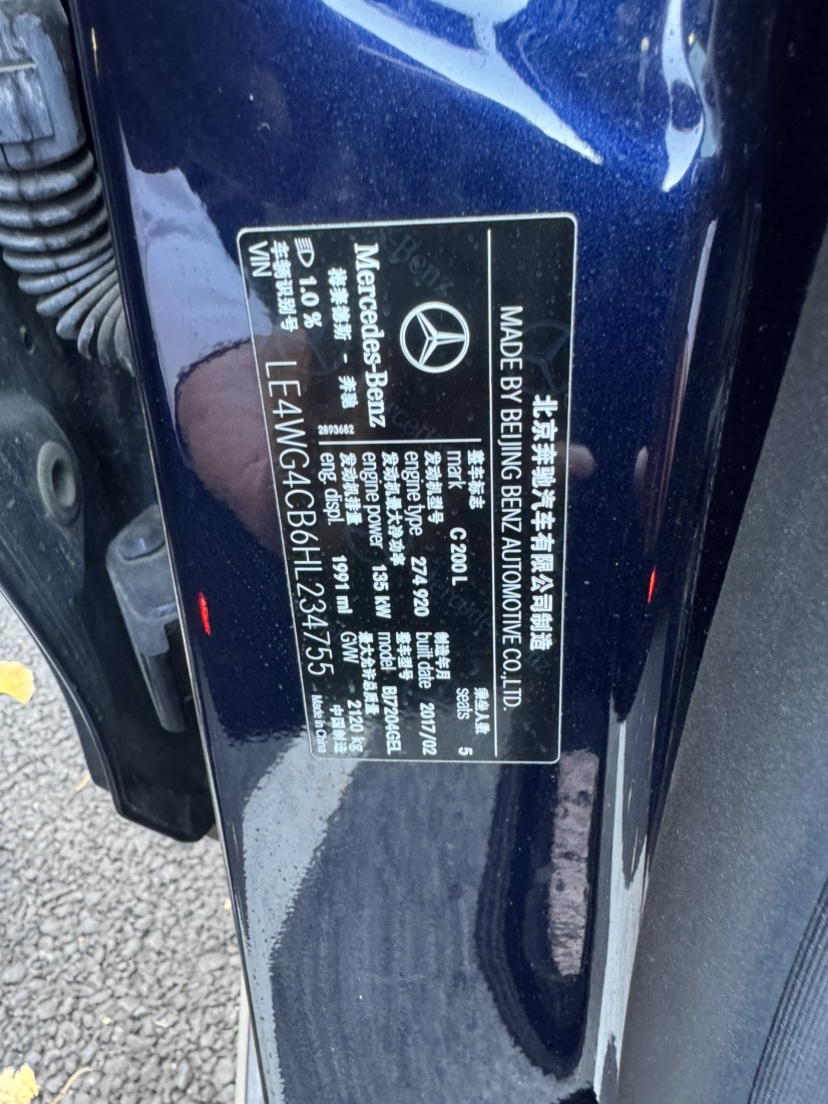 北京奔驰汽车有限公司制造
MADE BY BEIJING BENZ AUTOMOTIVE CO.,LTD.
Mercedes-Benz
梅赛德斯 - 奔驰
2893682
整车标志 乘坐人数
mark C 200 L seats 5
发动机型号 制造年月
engine type 274 920 built date 2017/02
发动机最大净功率 整车型号
engine power 135 kW model BJ7204GEL
发动机排量 最大允许总质量
eng. displ. 1991 ml GVW 2120 kg
1.0 %
车辆识别号
VIN LE4WG4CB6HL234755
中国制造
Made in China